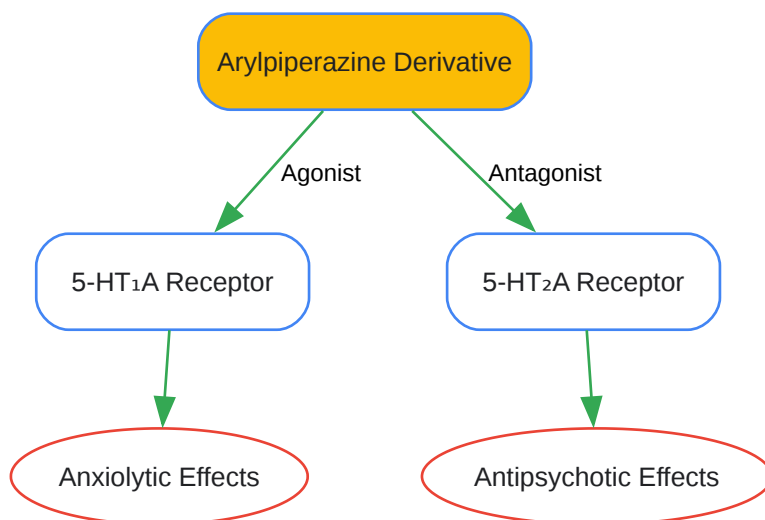 Arylpiperazine Derivative
Agonist
Antagonist
5-HT₁A Receptor
5-HT₂A Receptor
Anxiolytic Effects
Antipsychotic Effects